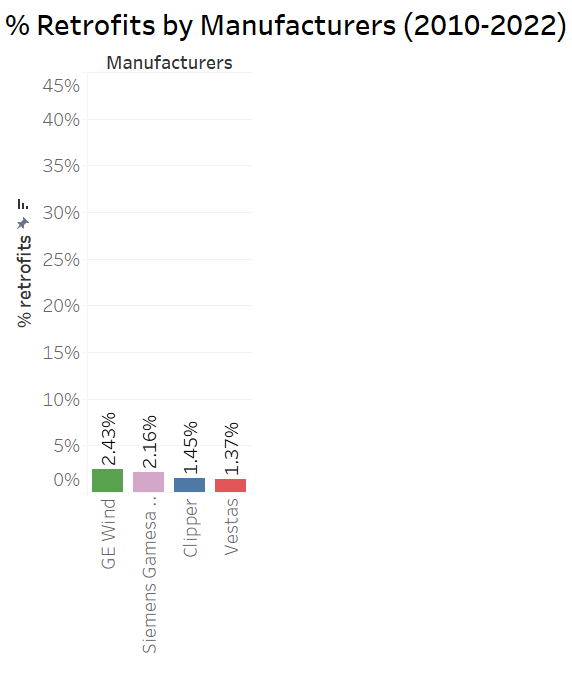 % Retrofits by Manufacturers (2010-2022)
Manufacturers
45%
40%
35%
30%
25%
20%
15%
10%
5%
0%
% retrofits
2.43%
2.16%
1.45%
1.37%
GE Wind
Siemens Gamesa ..
Clipper
Vestas